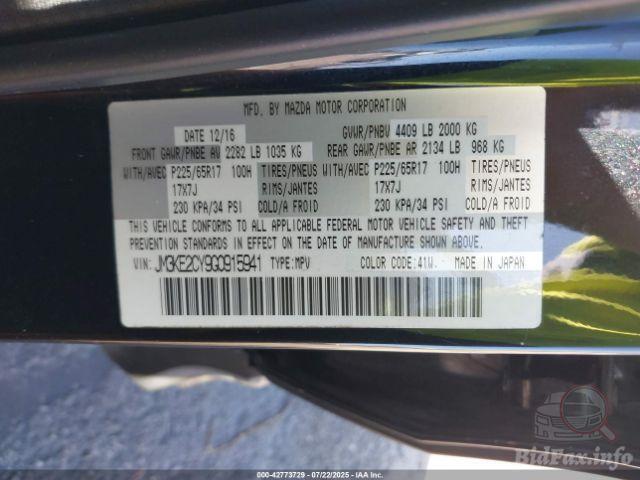 MFD. BY MAZDA MOTOR CORPORATION
DATE 12/16 GVWR/PNBV 4409 LB 2000 KG
FRONT GAWR/PNBE AV 2282 LB 1035 KG REAR GAWR/PNBE AR 2134 LB 968 KG
WITH/AVEC P225/65R17 100H TIRES/PNEUS WITH/AVEC P225/65R17 100H TIRES/PNEUS
17X7J RIMS/JANTES 17X7J RIMS/JANTES
230 KPA/34 PSI COLD/A FROID 230 KPA/34 PSI COLD/A FROID
THIS VEHICLE CONFORMS TO ALL APPLICABLE FEDERAL MOTOR VEHICLE SAFETY AND THEFT
PREVENTION STANDARDS IN EFFECT ON THE DATE OF MANUFACTURE SHOWN ABOVE.
VIN: JM3KE2CY9G0915941 TYPE:MPV COLOR CODE:41W. MADE IN JAPAN
BidFax.info
000-42773729 - 07/22/2025 - IAA Inc.